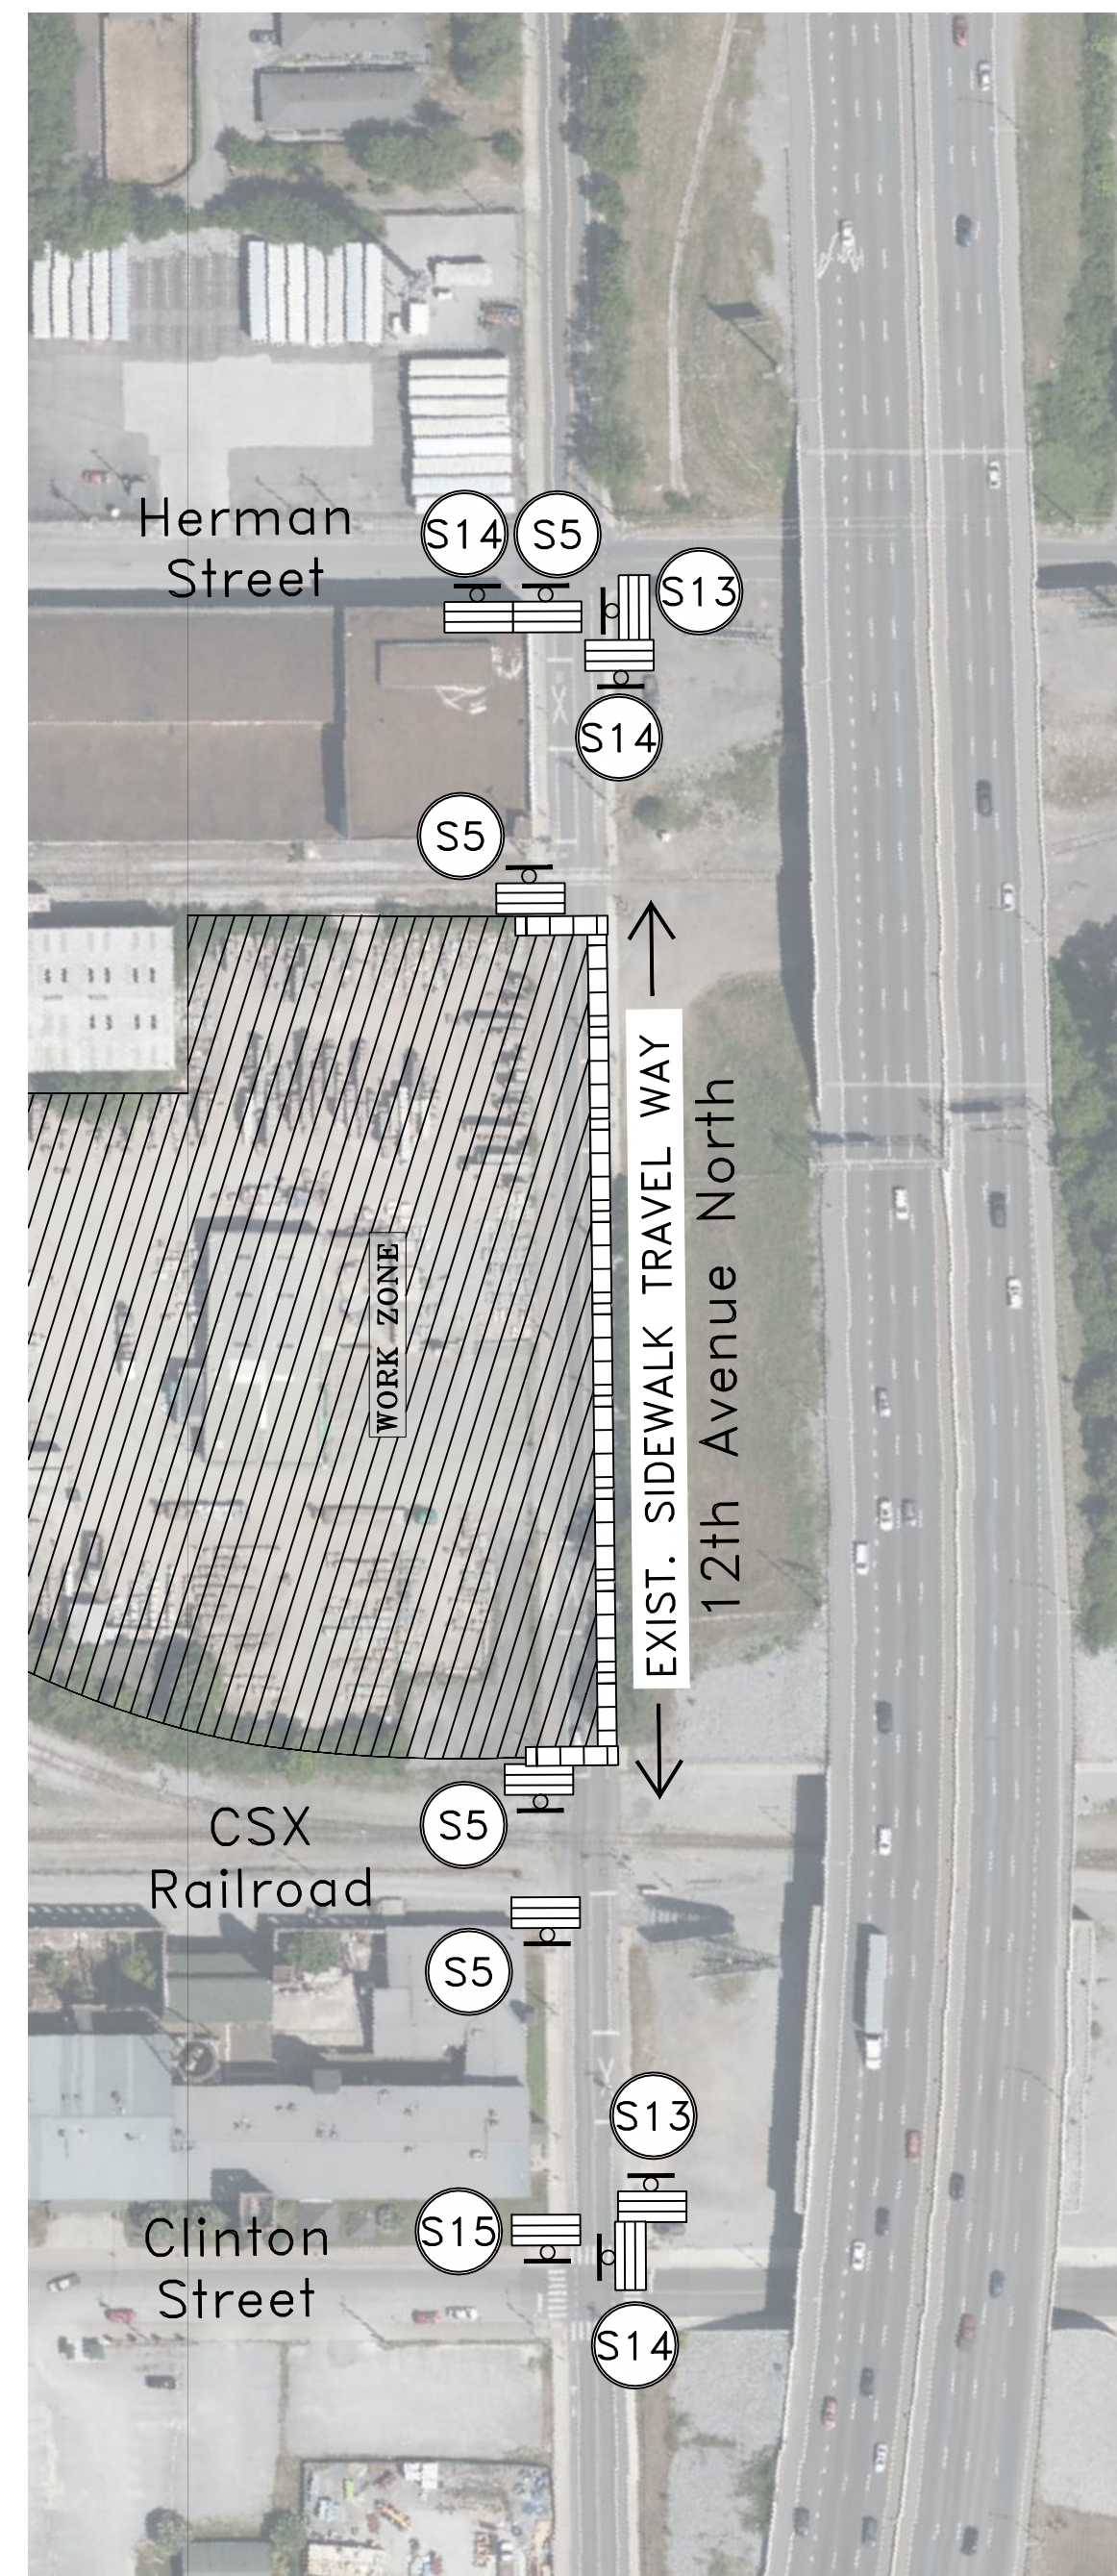 Herman
Street
S14
S5
S13
S14
S5
EXIST. SIDEWALK TRAVEL WAY
12th Avenue North
WORK ZONE
S5
CSX
Railroad
S5
S13
S15
Clinton
Street
S14